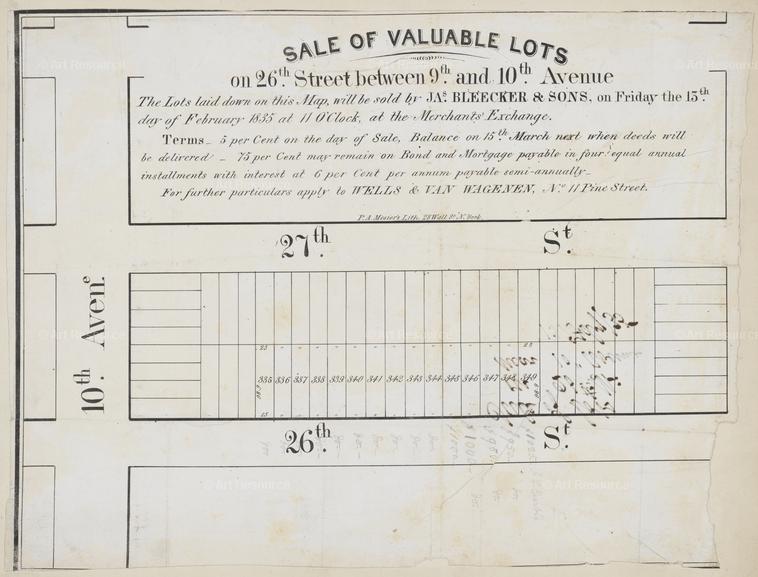 SALE OF VALUABLE LOTS
on 26th Street between 9th and 10th Avenue
The Lots laid down on this Map, will be sold by JAs BLEECKER & SONS, on Friday the 13th
day of February 1835 at 11 O'Clock, at the Merchants' Exchange.
Terms_ 5 per Cent on the day of Sale, Balance on 15th March next when deeds will
be delivered _ 75 per Cent may remain on Bond and Mortgage payable in four equal annual
installments with interest at 6 per Cent per annum payable semi-annually_
For further particulars apply to WELLS & VAN WAGENEN, No 11 Pine Street.
P.A. Mesier's Lith. 28 Wall St. N. York.
27th St
10th Avene
25 25
335 336 337 338 339 340 341 342 343 344 345 346 347 348 349
26th St
© Art Resource